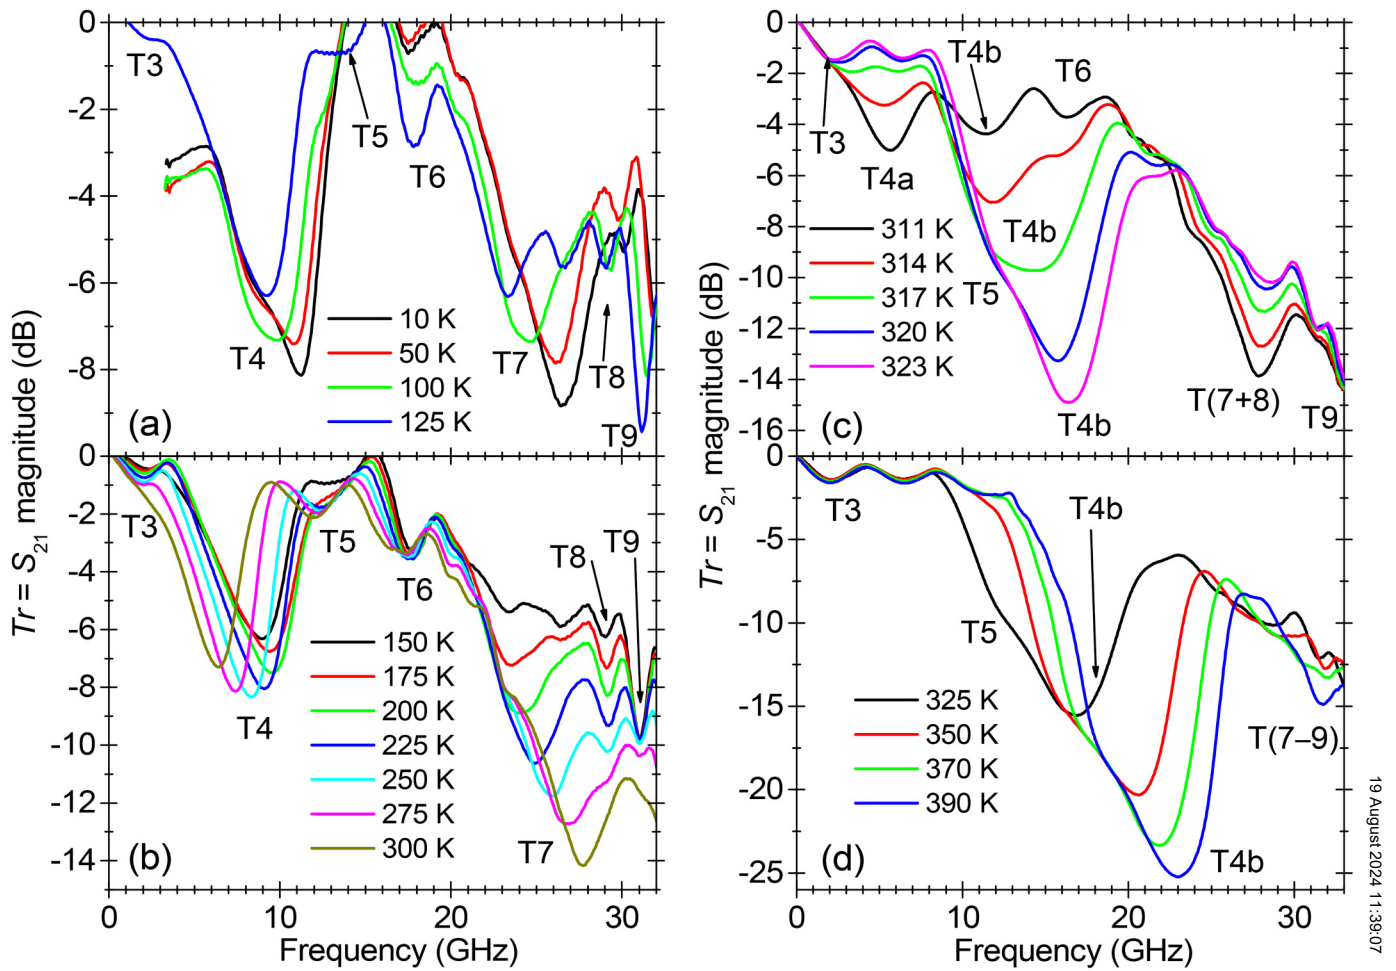 Tr = S21 magnitude (dB)
0
-2
-4
-6
-8
T3
T4
T5
T6
T7
T8
T9
10 K
50 K
100 K
125 K
(a)
0
-2
-4
-6
-8
-10
-12
-14
T3
T4
T5
T6
T7
T8
T9
150 K
175 K
200 K
225 K
250 K
275 K
300 K
(b)
0 10 20 30
Frequency (GHz)
Tr = S21 magnitude (dB)
0
-2
-4
-6
-8
-10
-12
-14
-16
T3
T4a
T4b
T6
T4b
T5
T4b
T(7+8)
T9
311 K
314 K
317 K
320 K
323 K
(c)
0
-5
-10
-15
-20
-25
T3
T4b
T5
T(7–9)
T4b
325 K
350 K
370 K
390 K
(d)
0 10 20 30
Frequency (GHz)
19 August 2024 11:39:07